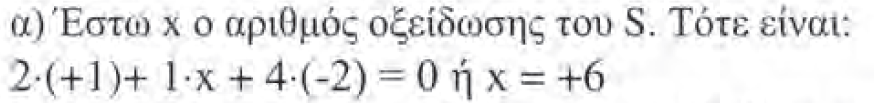 α) Έστω x ο αριθμός οξείδωσης του S. Τότε είναι:
2·(+1)+ 1·x + 4·(-2) = 0 ή x = +6